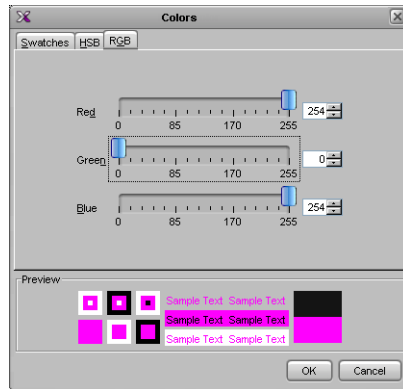 Colors
Swatches HSB RGB
Red 254
0 85 170 255
Green 0
0 85 170 255
Blue 254
0 85 170 255
Preview
Sample Text Sample Text
Sample Text Sample Text
Sample Text Sample Text
OK Cancel